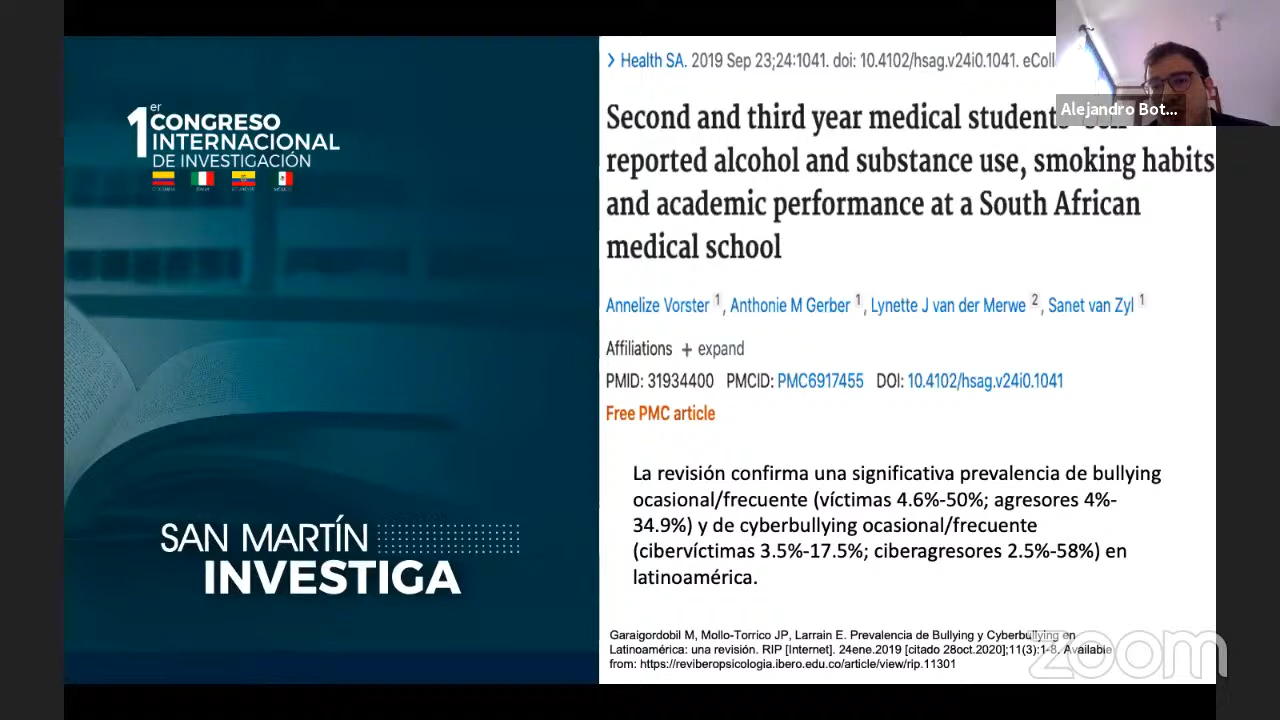 1er CONGRESO
INTERNACIONAL
DE INVESTIGACIÓN
SAN MARTÍN
INVESTIGA
Health SA. 2019 Sep 23;24:1041. doi: 10.4102/hsag.v24i0.1041. eColl
Alejandro Bot...
Second and third year medical students'
reported alcohol and substance use, smoking habits
and academic performance at a South African
medical school
Annelize Vorster 1, Anthonie M Gerber 1, Lynette J van der Merwe 2, Sanet van Zyl 1
Affiliations + expand
PMID: 31934400 PMCID: PMC6917455 DOI: 10.4102/hsag.v24i0.1041
Free PMC article
La revisión confirma una significativa prevalencia de bullying
ocasional/frecuente (víctimas 4.6%-50%; agresores 4%-
34.9%) y de cyberbullying ocasional/frecuente
(cibervíctimas 3.5%-17.5%; ciberagresores 2.5%-58%) en
latinoamérica.
Garaigordobil M, Mollo-Torrico JP, Larrain E. Prevalencia de Bullying y Cyberbullying en
Latinoamérica: una revisión. RIP [Internet]. 24ene.2019 [citado 28oct.2020];11(3):1-8. Available
from: https://reviberopsicologia.ibero.edu.co/article/view/rip.11301
zoom